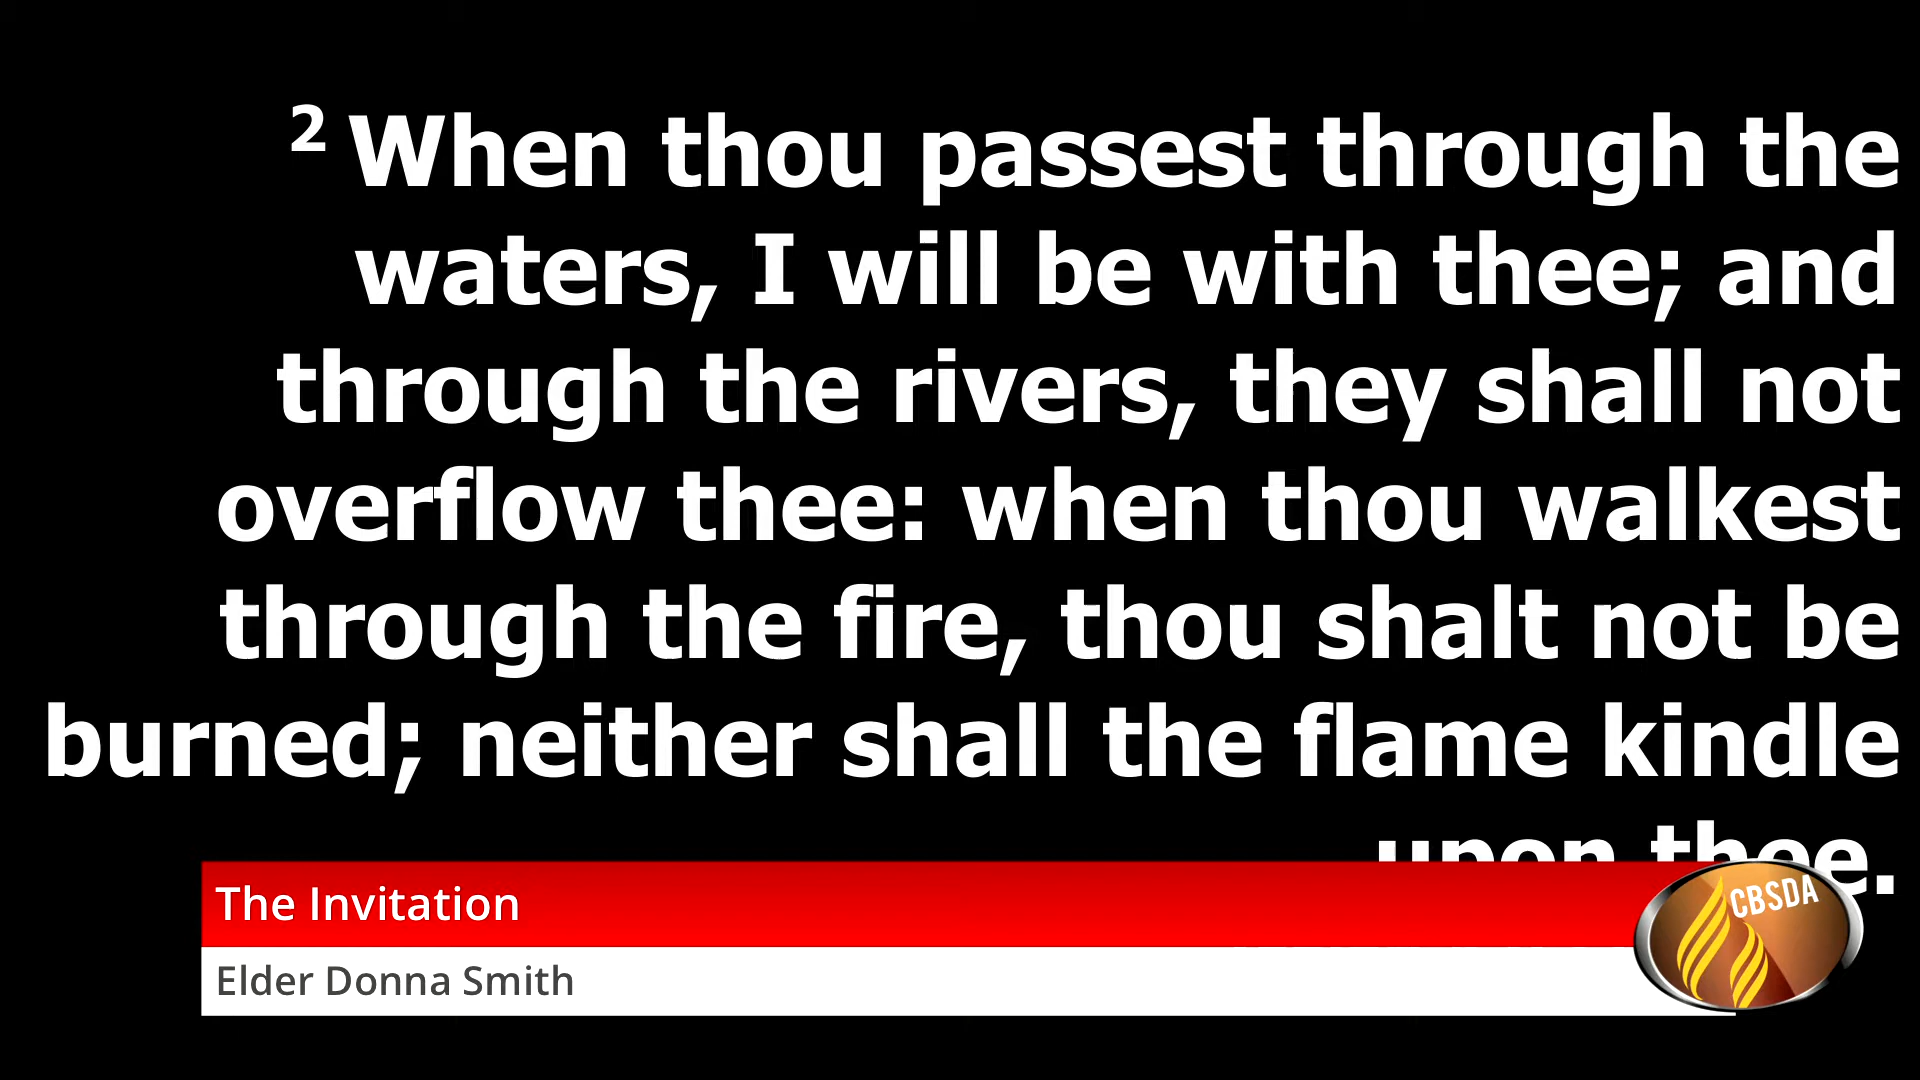 2 When thou passest through the
waters, I will be with thee; and
through the rivers, they shall not
overflow thee: when thou walkest
through the fire, thou shalt not be
burned; neither shall the flame kindle
upon thee.
The Invitation
Elder Donna Smith
CBSDA